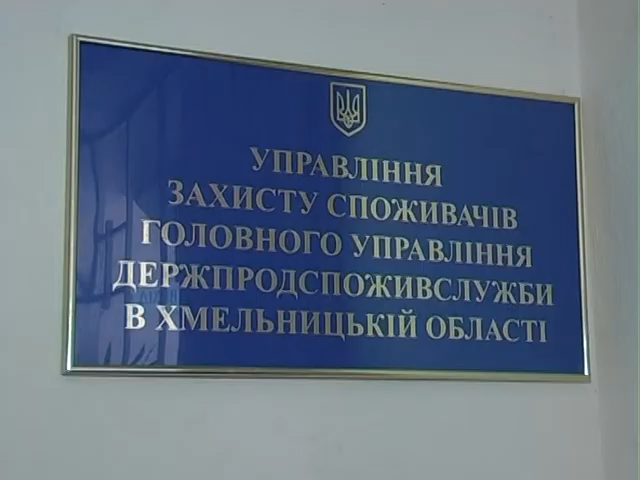 УПРАВЛІННЯ
ЗАХИСТУ СПОЖИВАЧІВ
ГОЛОВНОГО УПРАВЛІННЯ
ДЕРЖПРОДСПОЖИВСЛУЖБИ
В ХМЕЛЬНИЦЬКІЙ ОБЛАСТІ